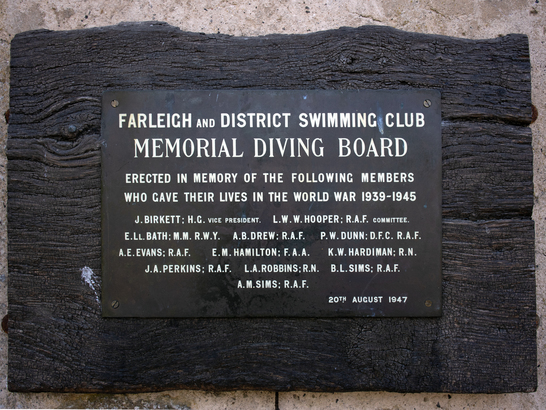 FARLEIGH AND DISTRICT SWIMMING CLUB
MEMORIAL DIVING BOARD
ERECTED IN MEMORY OF THE FOLLOWING MEMBERS
WHO GAVE THEIR LIVES IN THE WORLD WAR 1939-1945
J. BIRKETT; H.G. VICE PRESIDENT. L.W.W. HOOPER; R.A.F. COMMITTEE.
E.LL. BATH; M.M. R.W.Y. A.B. DREW; R.A.F. P.W. DUNN; D.F.C. R.A.F.
A.E. EVANS; R.A.F. E.M. HAMILTON; F.A.A. K.W. HARDIMAN; R.N.
J.A. PERKINS; R.A.F. L.A. ROBBINS; R.N. B.L. SIMS; R.A.F.
A.M. SIMS; R.A.F.
20TH AUGUST 1947